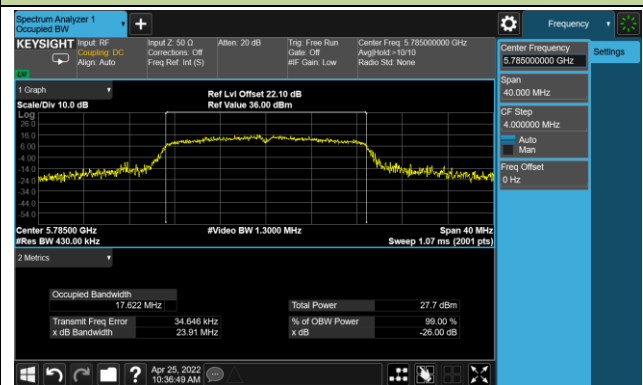 Spectrum Analyzer 1
Occupied BW
+
Frequency
KEYSIGHT
Input: RF
Coupling: DC
Align: Auto
Input Z: 50 Ω
Corrections: Off
Freq Ref: Int (S)
Atten: 20 dB
Trig: Free Run
Gate: Off
#IF Gain: Low
Center Freq: 5.785000000 GHz
Avg|Hold:>10/10
Radio Std: None
Center Frequency
5.785000000 GHz
Settings
Span
40.000 MHz
CF Step
4.000000 MHz
Auto
Man
Freq Offset
0 Hz
1 Graph
Scale/Div 10.0 dB
Ref Lvl Offset 22.10 dB
Ref Value 36.00 dBm
Log
26.0
16.0
6.00
-4.00
-14.0
-24.0
-34.0
-44.0
-54.0
Center 5.78500 GHz
#Video BW 1.3000 MHz
Span 40 MHz
#Res BW 430.00 kHz
Sweep 1.07 ms (2001 pts)
2 Metrics
Occupied Bandwidth
17.622 MHz
Total Power 27.7 dBm
Transmit Freq Error 34.646 kHz
% of OBW Power 99.00 %
x dB Bandwidth 23.91 MHz
x dB -26.00 dB
?
Apr 25, 2022
10:36:49 AM